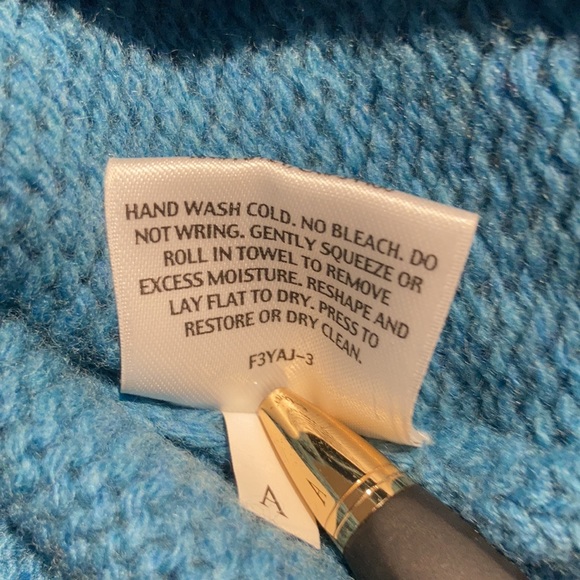 HAND WASH COLD. NO BLEACH. DO
NOT WRING. GENTLY SQUEEZE OR
ROLL IN TOWEL TO REMOVE
EXCESS MOISTURE. RESHAPE AND
LAY FLAT TO DRY. PRESS TO
RESTORE OR DRY CLEAN.
F3YAJ-3
A